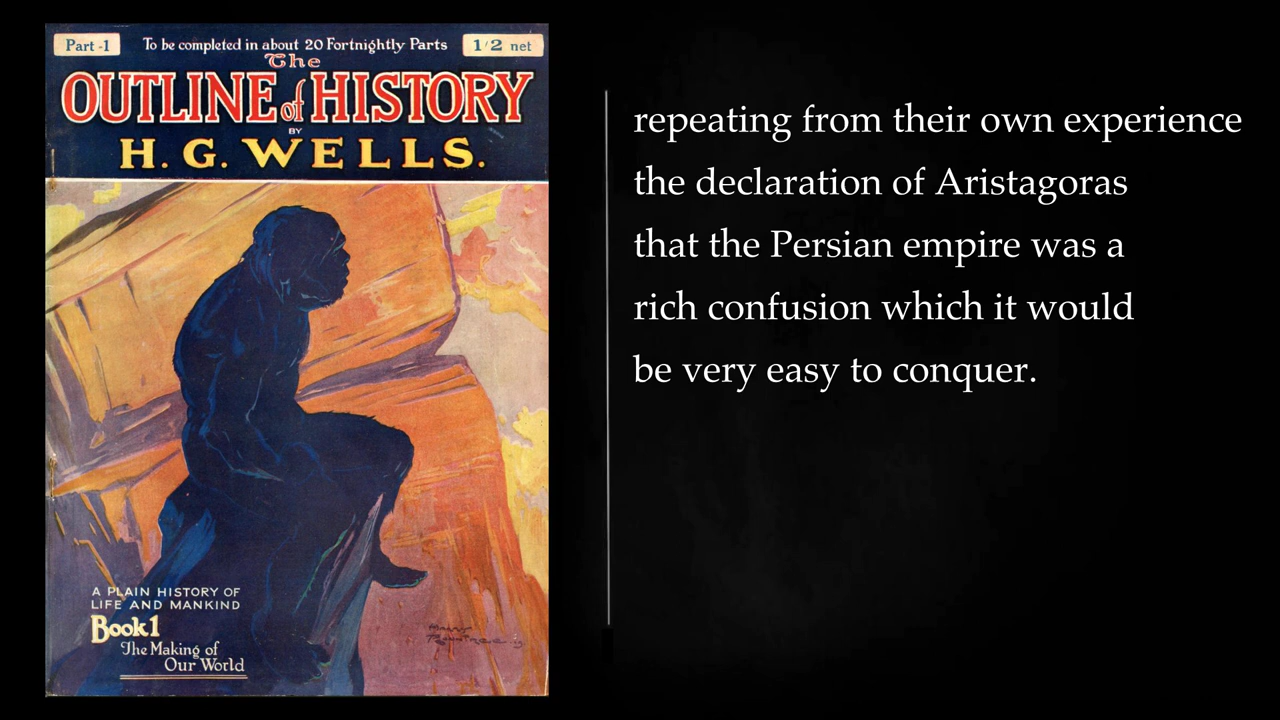 Part-1
To be completed in about 20 Fortnightly Parts
1/2 net
The
OUTLINE of HISTORY
BY
H. G. WELLS.
A PLAIN HISTORY OF
LIFE AND MANKIND
Book 1
The Making of
Our World
repeating from their own experience
the declaration of Aristagoras
that the Persian empire was a
rich confusion which it would
be very easy to conquer.